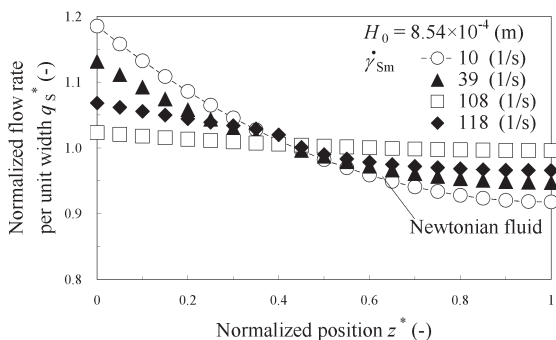 Normalized flow rate
per unit width q_S^* (-)
1.2
1.1
1.0
0.9
0.8
H_0 = 8.54×10^-4 (m)
γ̇_Sm
10 (1/s)
39 (1/s)
108 (1/s)
118 (1/s)
Newtonian fluid
0 0.2 0.4 0.6 0.8 1
Normalized position z^* (-)